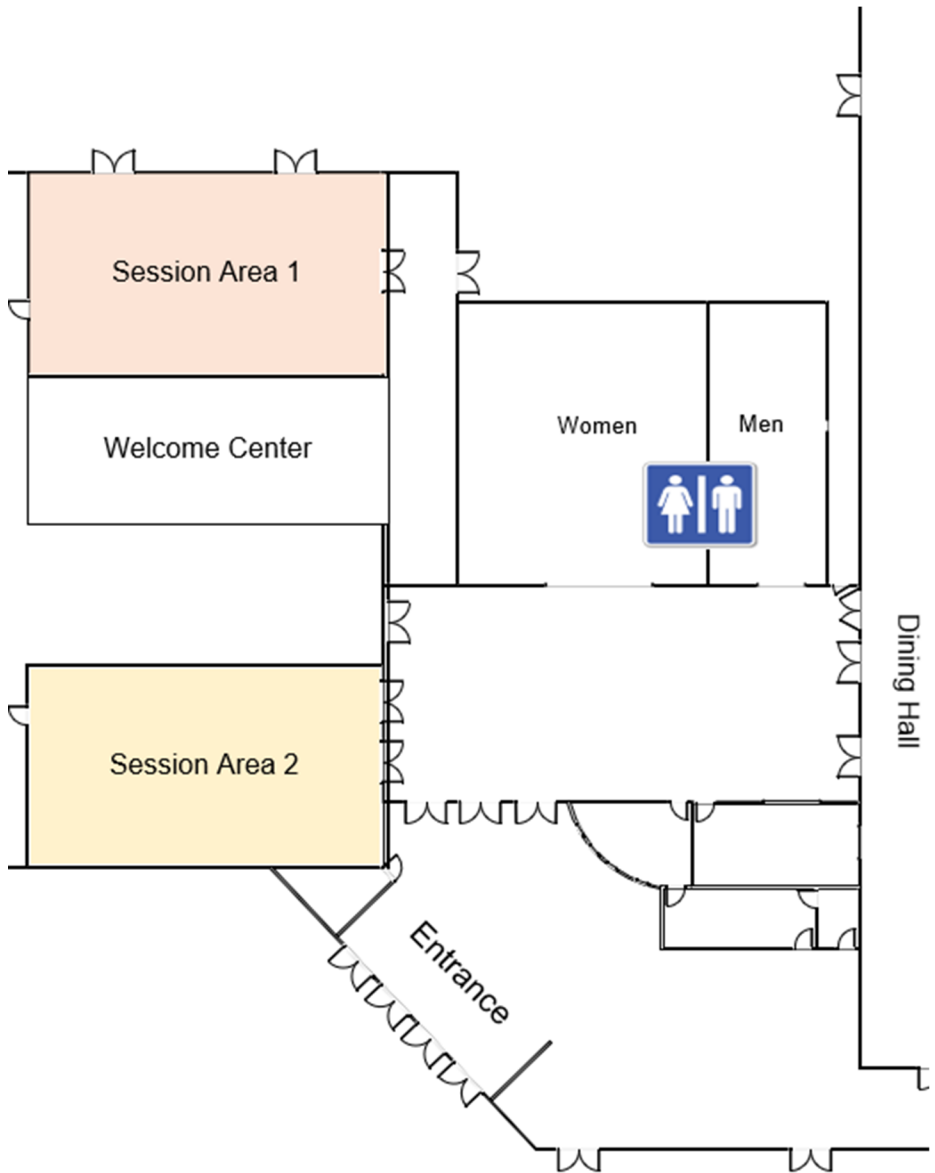 Session Area 1
Welcome Center
Women
Men
Dining Hall
Session Area 2
Entrance